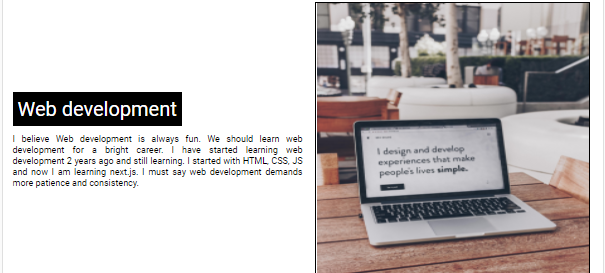 Web development
I believe Web development is always fun. We should learn web
development for a bright career. I have started learning web
development 2 years ago and still learning. I started with HTML, CSS, JS
and now I am learning next.js. I must say web development demands
more patience and consistency.
I design and develop
experiences that make
people's lives simple.